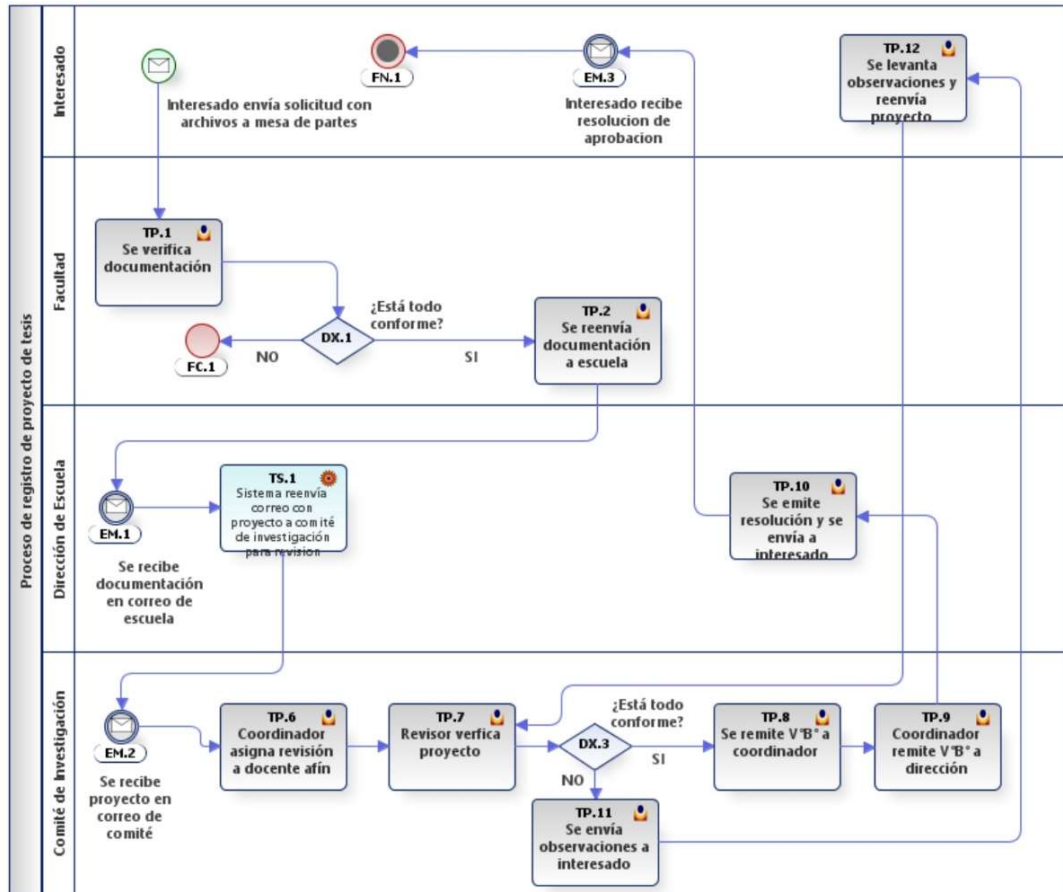 Proceso de registro de proyecto de tesis
Interesado
Interesado envía solicitud con
archivos a mesa de partes
FN.1
EM.3
Interesado recibe
resolucion de
aprobacion
TP.12
Se levanta
observaciones y
reenvía
proyecto
Facultad
TP.1
Se verifica
documentación
¿Está todo
conforme?
DX.1
NO
SI
FC.1
TP.2
Se reenvía
documentación
a escuela
Dirección de Escuela
EM.1
Se recibe
documentación
en correo de
escuela
TS.1
Sistema reenvía
correo con
proyecto a comité
de investigación
para revision
TP.10
Se emite
resolución y se
envía a
interesado
Comité de Investigación
EM.2
Se recibe
proyecto en
correo de
comité
TP.6
Coordinador
asigna revisión
a docente afín
TP.7
Revisor verfica
proyecto
¿Está todo
conforme?
DX.3
SI
NO
TP.8
Se remite V°B° a
coordinador
TP.9
Coordinador
remite V°B° a
dirección
TP.11
Se envía
observaciones a
interesado